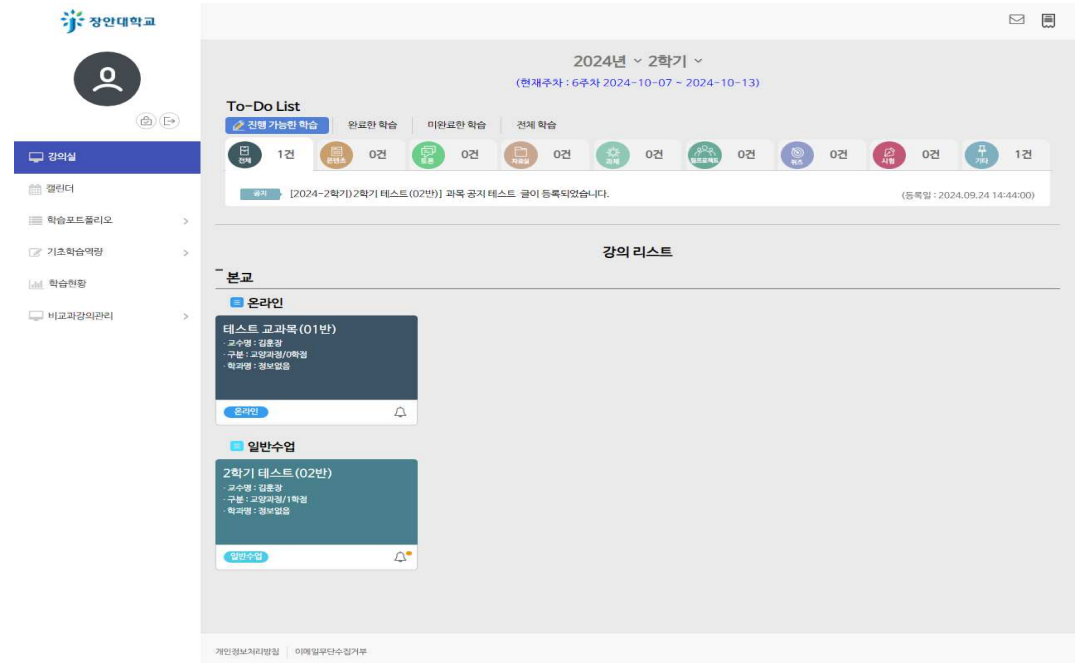 장안대학교
2024년 2학기
(현재주차 : 6주차 2024-10-07 ~ 2024-10-13)
To-Do List
진행 가능한 학습 완료한 학습 미완료한 학습 전체 학습
전체 1건 콘텐츠 0건 토론 0건 자료실 0건 과제 0건 팀프로젝트 0건 퀴즈 0건 시험 0건 기타 1건
공지 [2024-2학기)2학기 테스트(02반)] 과목 공지 테스트 글이 등록되었습니다. (등록일 : 2024.09.24 14:44:00)
강의실
캘린더
학습포트폴리오
기초학습역량
학습현황
비교과강의관리
강의 리스트
본교
온라인
테스트 교과목(01반)
· 교수명 : 김훈장
· 구분 : 교양과정/0학점
· 학과명 : 정보없음
온라인
일반수업
2학기 테스트(02반)
· 교수명 : 김훈장
· 구분 : 교양과정/1학점
· 학과명 : 정보없음
일반수업
개인정보처리방침 이메일무단수집거부